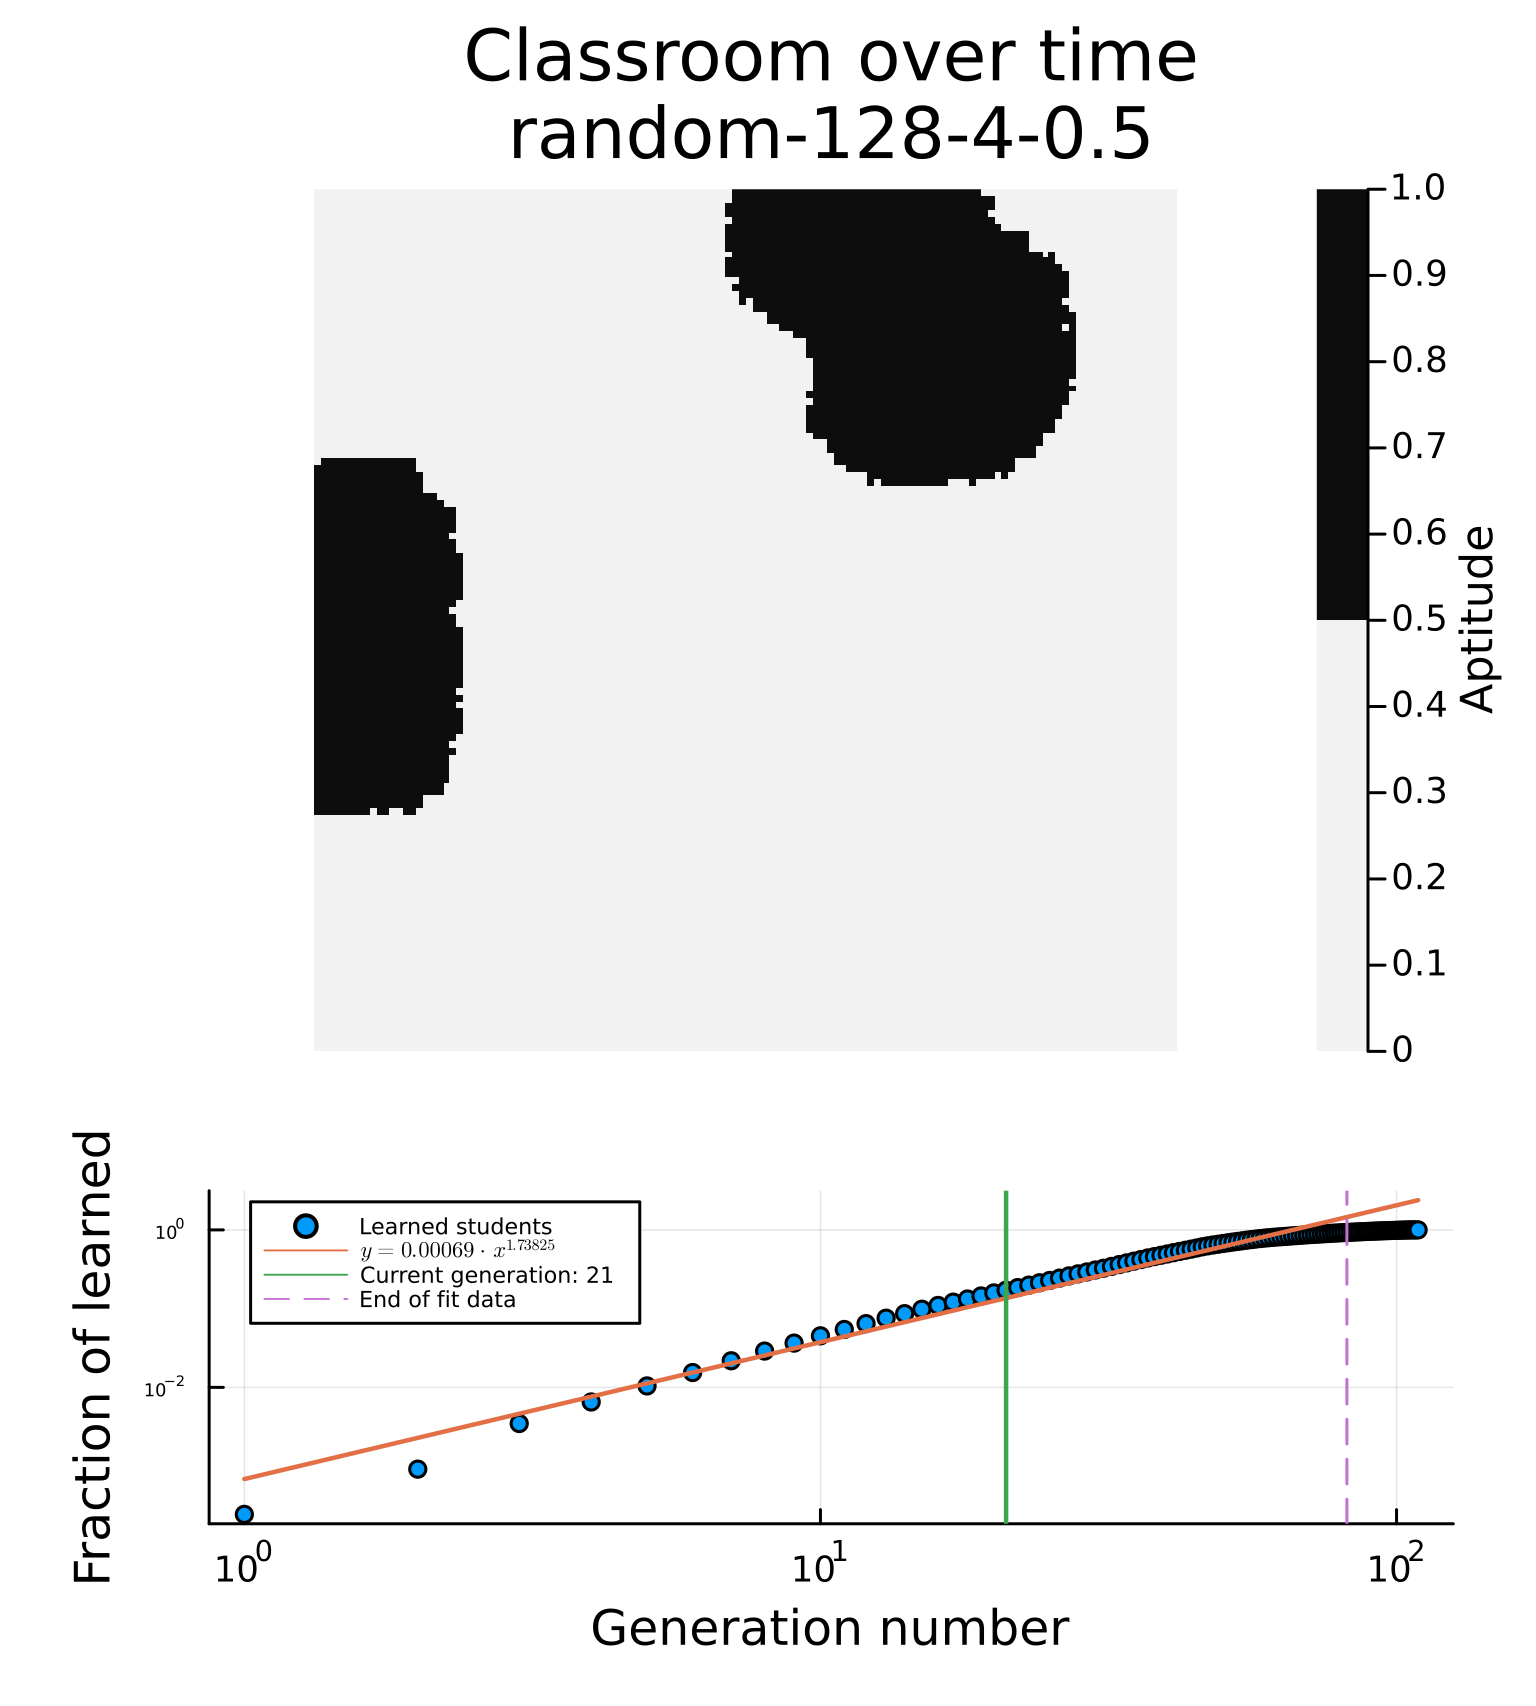 Classroom over time
random-128-4-0.5
1.0
0.9
0.8
0.7
0.6
0.5
0.4
0.3
0.2
0.1
0
Aptitude
Fraction of learned
10^0
10^-2
Learned students
y = 0.00069 · x^1.73825
Current generation: 21
End of fit data
10^0
10^1
10^2
Generation number